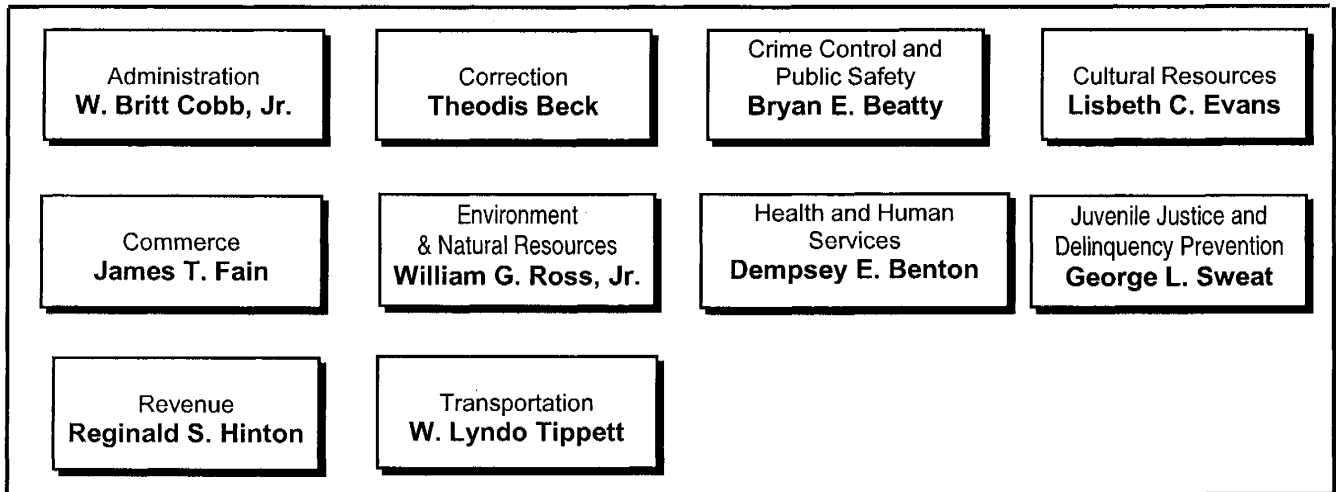 Administration
W. Britt Cobb, Jr.
Correction
Theodis Beck
Crime Control and
Public Safety
Bryan E. Beatty
Cultural Resources
Lisbeth C. Evans
Commerce
James T. Fain
Environment
& Natural Resources
William G. Ross, Jr.
Health and Human
Services
Dempsey E. Benton
Juvenile Justice and
Delinquency Prevention
George L. Sweat
Revenue
Reginald S. Hinton
Transportation
W. Lyndo Tippett